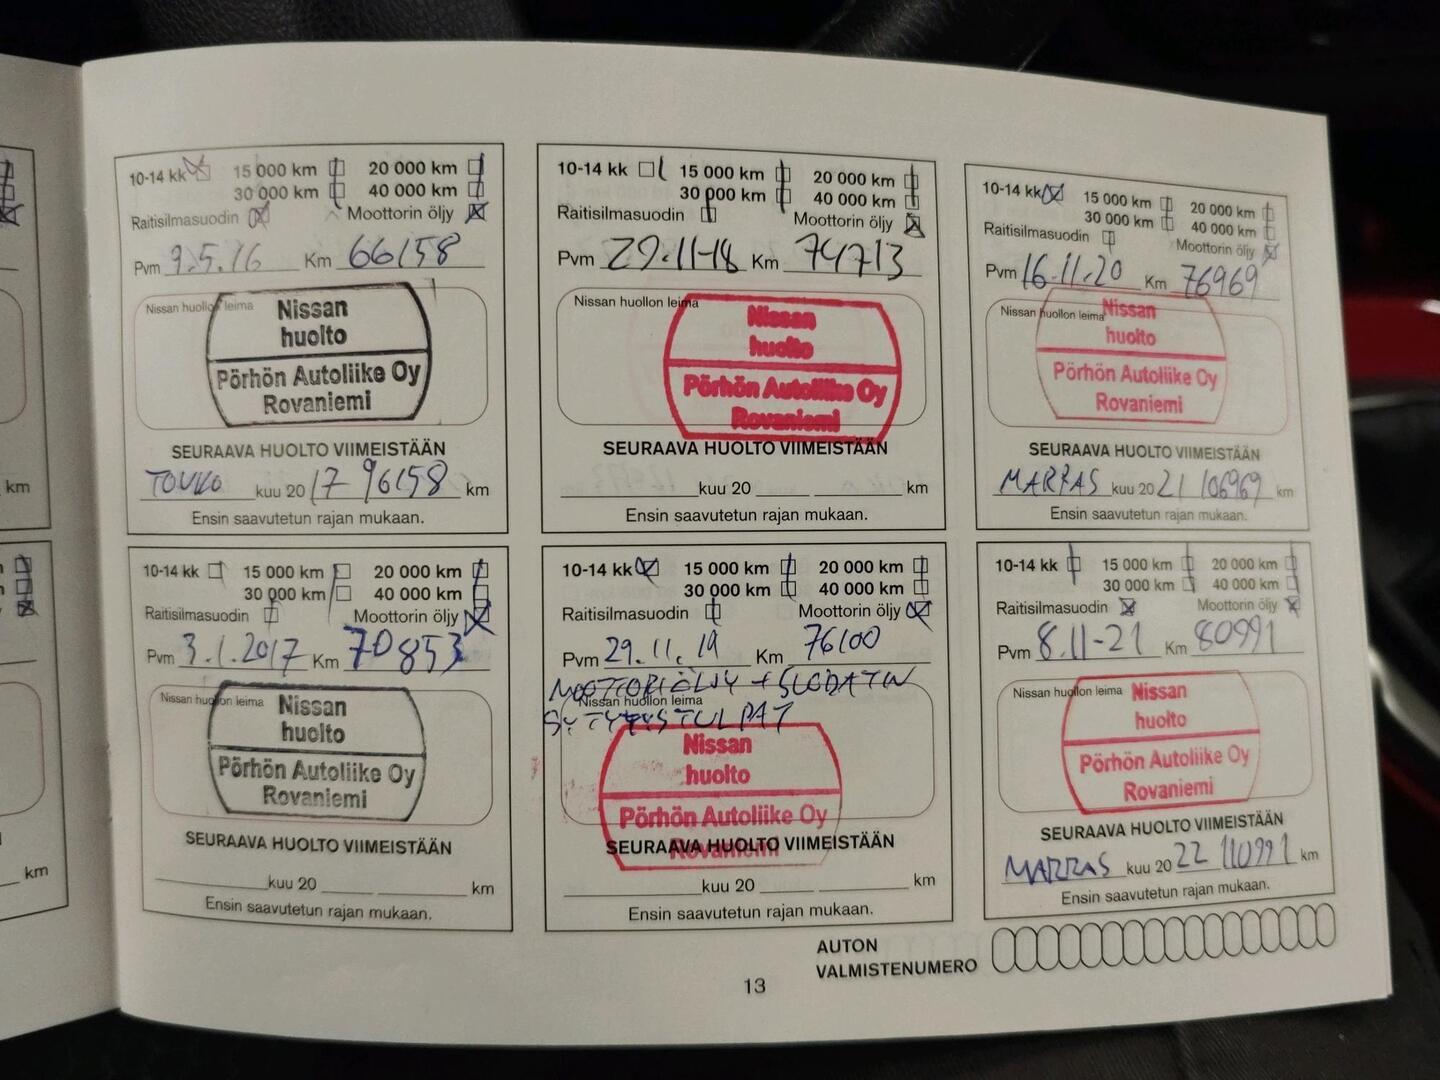 10-14 kk 15 000 km 20 000 km
30 000 km 40 000 km
Raitisilmasuodin Moottorin öljy
Pvm 9.5.16 Km 66158
Nissan huollon leima
Nissan
huolto
Pörhön Autoliike Oy
Rovaniemi
SEURAAVA HUOLTO VIIMEISTÄÄN
TOUKO kuu 2017 96158 km
Ensin saavutetun rajan mukaan.
10-14 kk 15 000 km 20 000 km
30 000 km 40 000 km
Raitisilmasuodin Moottorin öljy
Pvm 29.11-18 Km 74713
Nissan huollon leima
Nissan
huolto
Pörhön Autoliike Oy
Rovaniemi
SEURAAVA HUOLTO VIIMEISTÄÄN
kuu 20 km
Ensin saavutetun rajan mukaan.
10-14 kk 15 000 km 20 000 km
30 000 km 40 000 km
Raitisilmasuodin Moottorin öljy
Pvm 16.11.20 Km 76969
Nissan huollon leima
Nissan
huolto
Pörhön Autoliike Oy
Rovaniemi
SEURAAVA HUOLTO VIIMEISTÄÄN
MARRAS kuu 2021 106969 km
Ensin saavutetun rajan mukaan.
10-14 kk 15 000 km 20 000 km
30 000 km 40 000 km
Raitisilmasuodin Moottorin öljy
Pvm 3.1.2017 Km 70853
Nissan huollon leima
Nissan
huolto
Pörhön Autoliike Oy
Rovaniemi
SEURAAVA HUOLTO VIIMEISTÄÄN
kuu 20 km
Ensin saavutetun rajan mukaan.
10-14 kk 15 000 km 20 000 km
30 000 km 40 000 km
Raitisilmasuodin Moottorin öljy
Pvm 29.11.19 Km 76100
MOOTTORIÖLJY + SUODATIN
Nissan huollon leima
SYTYTYSTULPAT
Nissan
huolto
Pörhön Autoliike Oy
Rovaniemi
SEURAAVA HUOLTO VIIMEISTÄÄN
kuu 20 km
Ensin saavutetun rajan mukaan.
10-14 kk 15 000 km 20 000 km
30 000 km 40 000 km
Raitisilmasuodin Moottorin öljy
Pvm 8.11-21 Km 80991
Nissan huollon leima
Nissan
huolto
Pörhön Autoliike Oy
Rovaniemi
SEURAAVA HUOLTO VIIMEISTÄÄN
MARRAS kuu 2022 110991 km
Ensin saavutetun rajan mukaan.
AUTON
VALMISTENUMERO
13
km
km